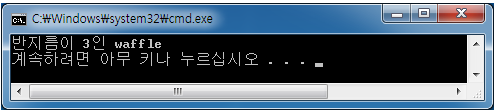 C:₩Windows₩system32₩cmd.exe
반지름이 3인 waffle
계속하려면 아무 키나 누르십시오 . . .